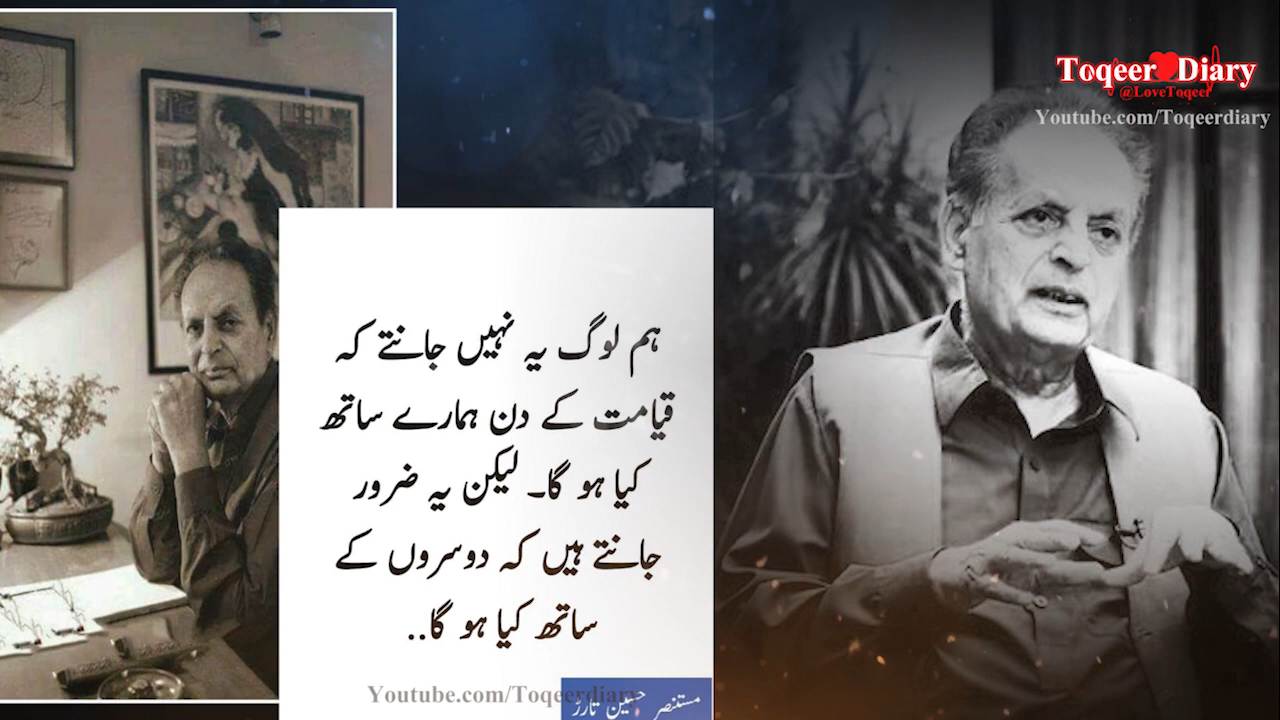 Toqeer Diary
@LoveToqeer
Youtube.com/Toqeerdiary
ہم لوگ یہ نہیں جانتے کہ
قیامت کے دن ہمارے ساتھ
کیا ہو گا۔ لیکن یہ ضرور
جانتے ہیں کہ دوسروں کے
ساتھ کیا ہو گا..
Youtube.com/Toqeerdiary
مستنصر حسین تارڑ